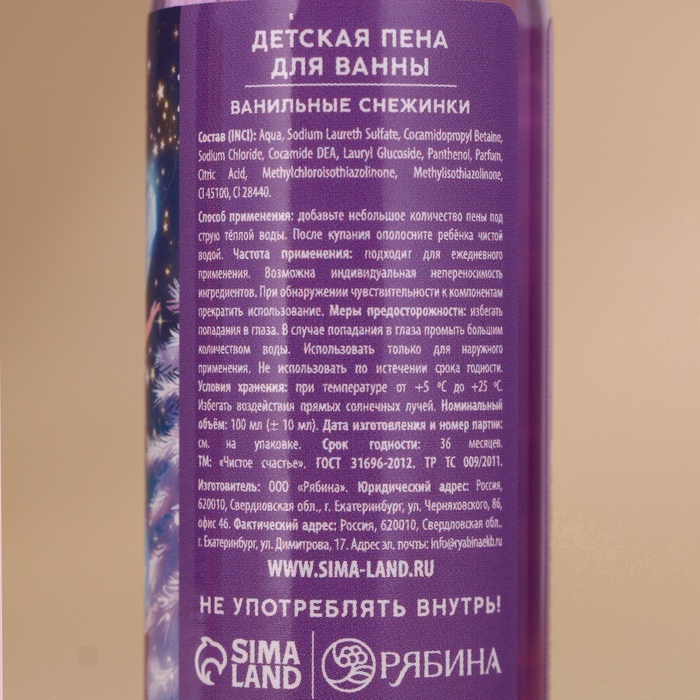 ДЕТСКАЯ ПЕНА
ДЛЯ ВАННЫ
ВАНИЛЬНЫЕ СНЕЖИНКИ
Состав (INCI): Aqua, Sodium Laureth Sulfate, Cocamidopropyl Betaine,
Sodium Chloride, Cocamide DEA, Lauryl Glucoside, Panthenol, Parfum,
Citric Acid, Methylchloroisothiazolinone, Methylisothiazolinone,
CI 45100, CI 28440.
Способ применения: добавьте небольшое количество пены под
струю тёплой воды. После купания ополосните ребёнка чистой
водой. Частота применения: подходит для ежедневного
применения. Возможна индивидуальная непереносимость
ингредиентов. При обнаружении чувствительности к компонентам
прекратить использование. Меры предосторожности: избегать
попадания в глаза. В случае попадания в глаза промыть большим
количеством воды. Использовать только для наружного
применения. Не использовать по истечении срока годности.
Условия хранения: при температуре от +5 °C до +25 °C.
Избегать воздействия прямых солнечных лучей. Номинальный
объём: 100 мл (± 10 мл). Дата изготовления и номер партии:
см. на упаковке. Срок годности: 36 месяцев.
ТМ: «Чистое счастье». ГОСТ 31696-2012. ТР ТС 009/2011.
Изготовитель: ООО «Рябина». Юридический адрес: Россия,
620010, Свердловская обл., г. Екатеринбург, ул. Черняховского, 86,
офис 46. Фактический адрес: Россия, 620010, Свердловская обл.,
г. Екатеринбург, ул. Димитрова, 17. Адрес эл. почты: info@ryabinaekb.ru
WWW.SIMA-LAND.RU
НЕ УПОТРЕБЛЯТЬ ВНУТРЬ!
SIMA
LAND
РЯБИНА